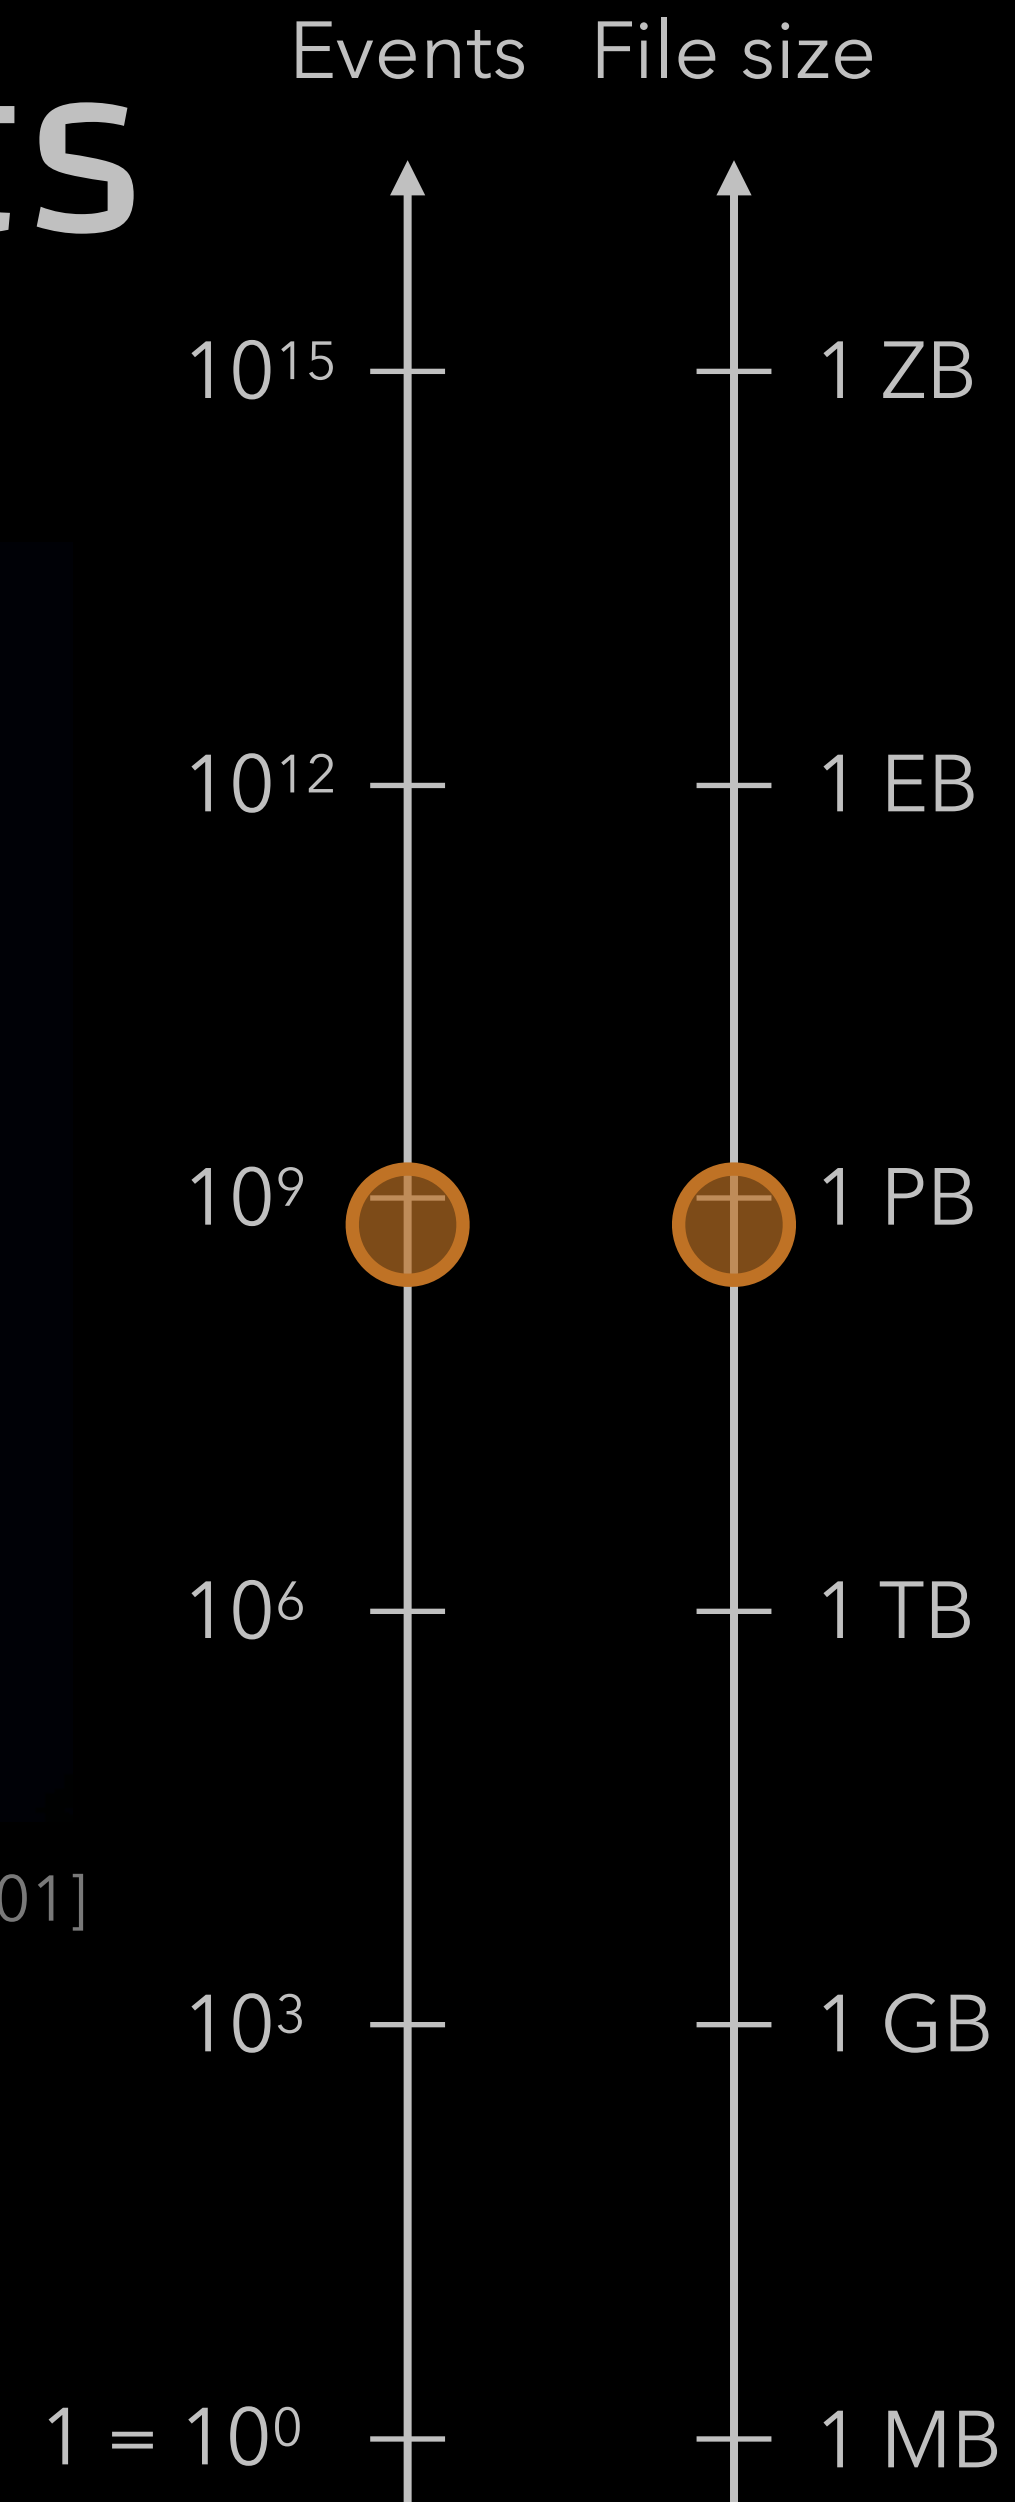 Events File size
s
10¹⁵ 1 ZB
10¹² 1 EB
10⁹ 1 PB
10⁶ 1 TB
01]
10³ 1 GB
1 = 10⁰ 1 MB